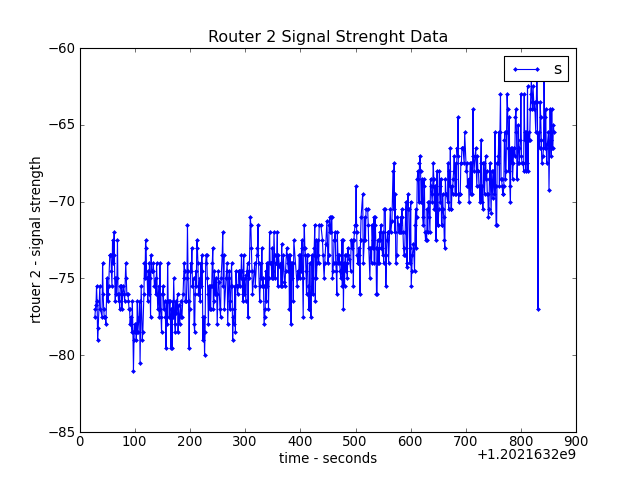 Router 2 Signal Strenght Data
s
−60
−65
−70
−75
−80
−85
rtouer 2 - signal strength
0 100 200 300 400 500 600 700 800 900
time - seconds
+1.2021632e9